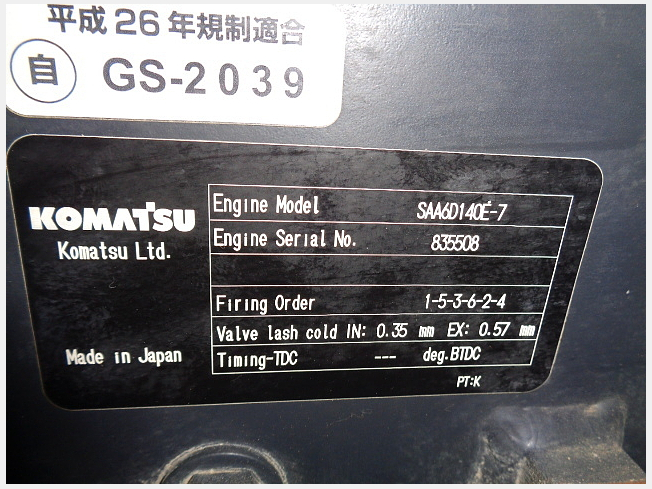 平成26年規制適合
自 GS-2039
KOMATSU
Komatsu Ltd.
Made in Japan
Engine Model SAA6D140E-7
Engine Serial No. 835508
Firing Order 1-5-3-6-2-4
Valve lash cold IN: 0.35 mm EX: 0.57 mm
Timing-TDC --- deg.BTDC
PT:K